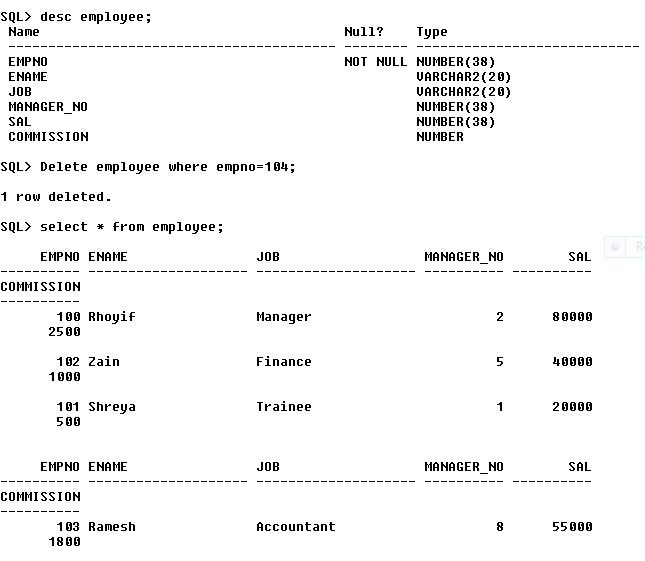 SQL> desc employee;
 Name                                      Null?    Type
 ----------------------------------------- -------- ----------------------------
 EMPNO                                     NOT NULL NUMBER(38)
 ENAME                                              VARCHAR2(20)
 JOB                                                VARCHAR2(20)
 MANAGER_NO                                         NUMBER(38)
 SAL                                                NUMBER(38)
 COMMISSION                                         NUMBER
SQL> Delete employee where empno=104;
1 row deleted.
SQL> select * from employee;
     EMPNO ENAME                JOB                  MANAGER_NO        SAL
---------- -------------------- -------------------- ---------- ----------
COMMISSION
----------
       100 Rhoyif               Manager                       2      80000
      2500
       102 Zain                 Finance                       5      40000
      1000
       101 Shreya               Trainee                       1      20000
       500
     EMPNO ENAME                JOB                  MANAGER_NO        SAL
---------- -------------------- -------------------- ---------- ----------
COMMISSION
----------
       103 Ramesh               Accountant                    8      55000
      1800